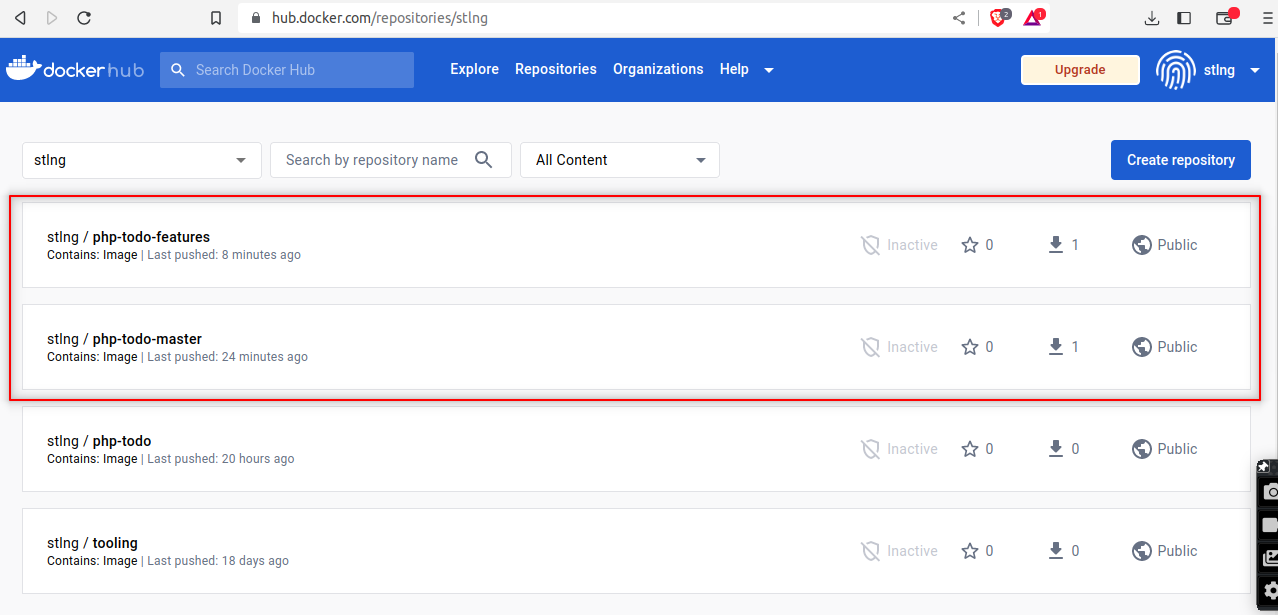 hub.docker.com/repositories/stlng
2
1
dockerhub
Search Docker Hub
Explore Repositories Organizations Help
Upgrade
stlng
stlng
Search by repository name
All Content
Create repository
stlng / php-todo-features
Contains: Image | Last pushed: 8 minutes ago
Inactive 0 1 Public
stlng / php-todo-master
Contains: Image | Last pushed: 24 minutes ago
Inactive 0 1 Public
stlng / php-todo
Contains: Image | Last pushed: 20 hours ago
Inactive 0 0 Public
stlng / tooling
Contains: Image | Last pushed: 18 days ago
Inactive 0 0 Public